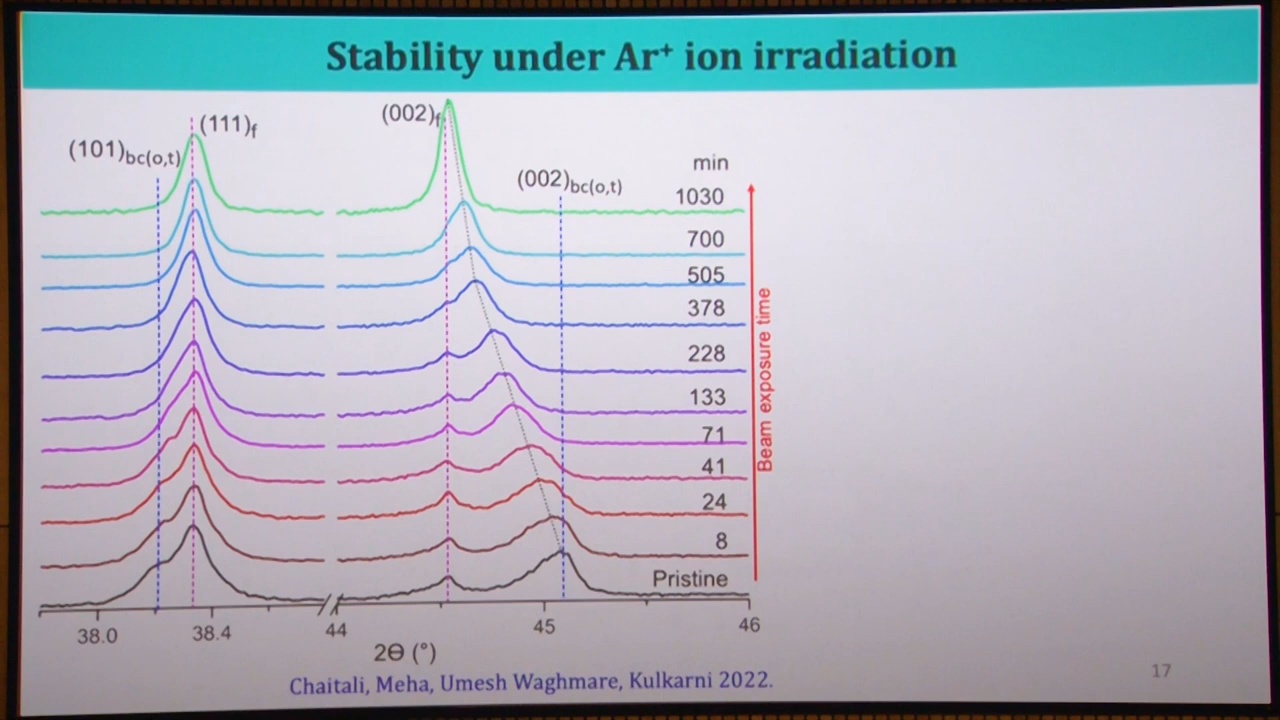 Stability under Ar⁺ ion irradiation
(002)f
(111)f
(101)bc(o,t)
min
(002)bc(o,t)
1030
700
505
378
228
133
71
41
24
8
Pristine
Beam exposure time
38.0
38.4
44
45
46
2Θ (°)
Chaitali, Meha, Umesh Waghmare, Kulkarni 2022.
17